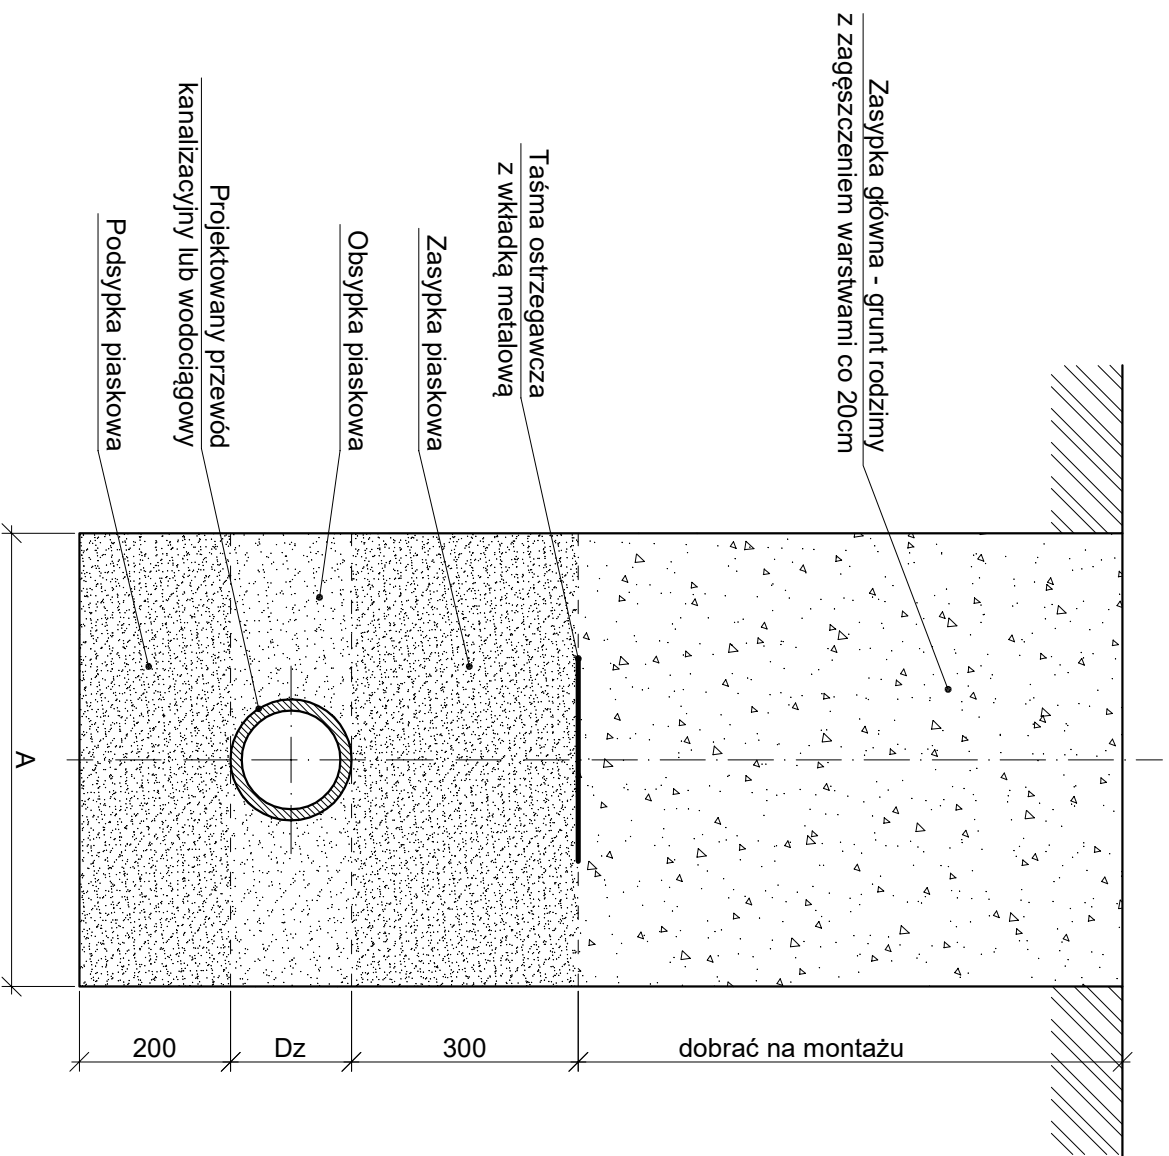 Zasypka główna - grunt rodzimy
z zagęszczeniem warstwami co 20cm
Taśma ostrzegawcza
z wkładką metalową
Zasypka piaskowa
Obsypka piaskowa
Projektowany przewód
kanalizacyjny lub wodociągowy
Podsypka piaskowa
A
200
Dz
300
dobrać na montażu